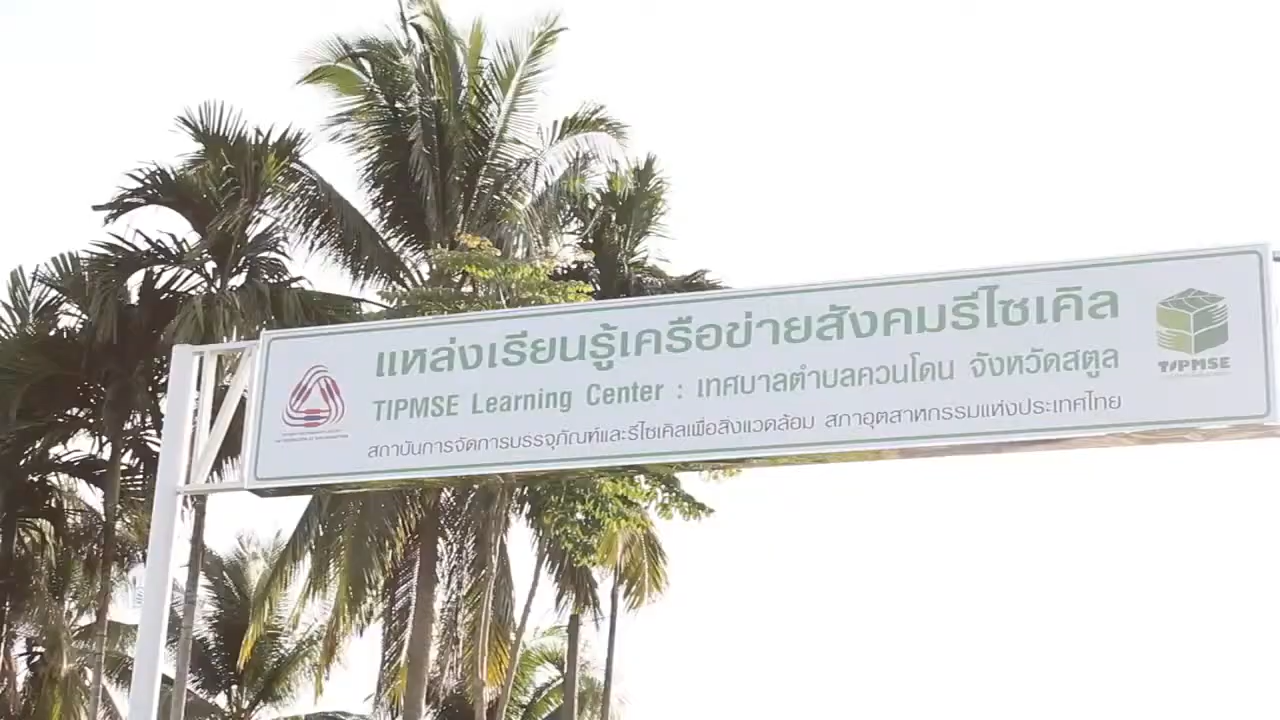 แหล่งเรียนรู้เครือข่ายสังคมรีไซเคิล
TIPMSE Learning Center : เทศบาลตำบลควนโดน จังหวัดสตูล
สถาบันการจัดการบรรจุภัณฑ์และรีไซเคิลเพื่อสิ่งแวดล้อม สภาอุตสาหกรรมแห่งประเทศไทย
TIPMSE